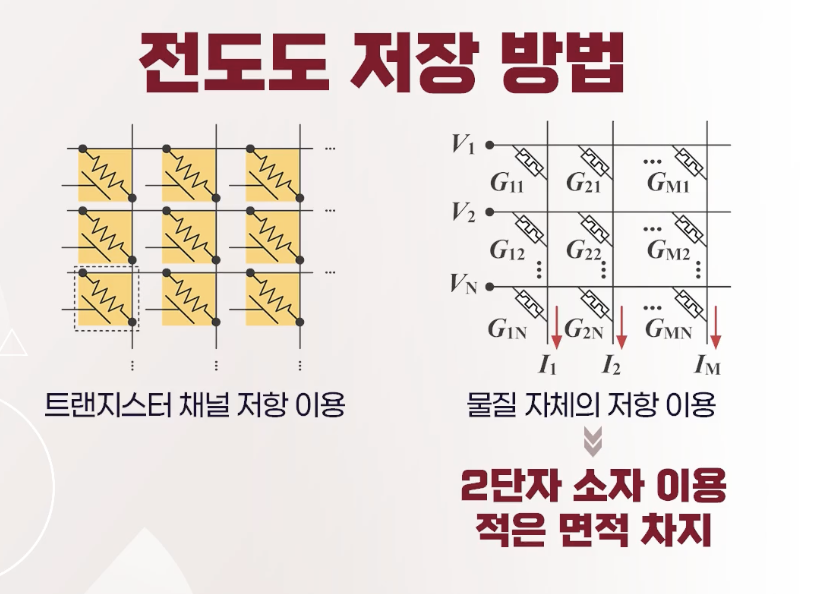 전도도 저장 방법
...
...
...
⋮ ⋮ ⋮
트랜지스터 채널 저항 이용
V1
G11 G21 ... GM1
V2
G12 G22 ... GM2
⋮ ⋮ ⋮
VN
G1N G2N ... GMN
I1 I2 IM
물질 자체의 저항 이용
2단자 소자 이용
적은 면적 차지